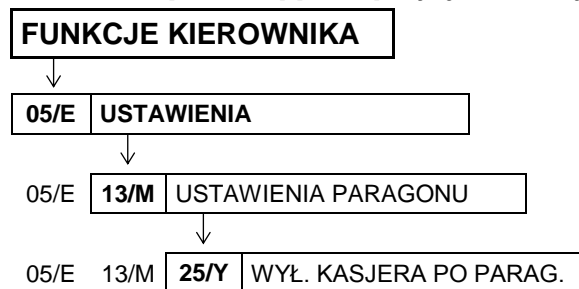 FUNKCJE KIEROWNIKA
05/E USTAWIENIA
05/E 13/M USTAWIENIA PARAGONU
05/E 13/M 25/Y WYŁ. KASJERA PO PARAG.